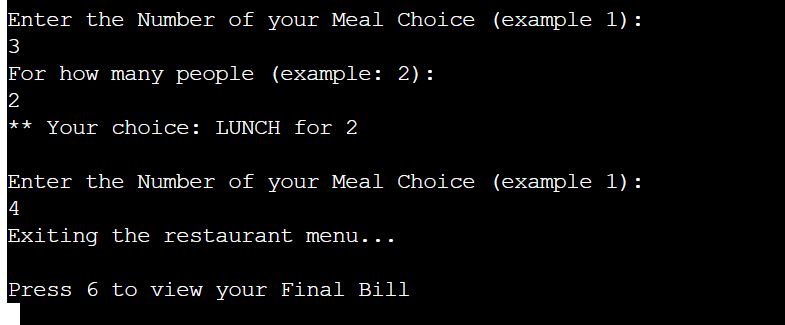 Enter the Number of your Meal Choice (example 1):
3
For how many people (example: 2):
2
** Your choice: LUNCH for 2
Enter the Number of your Meal Choice (example 1):
4
Exiting the restaurant menu...
Press 6 to view your Final Bill